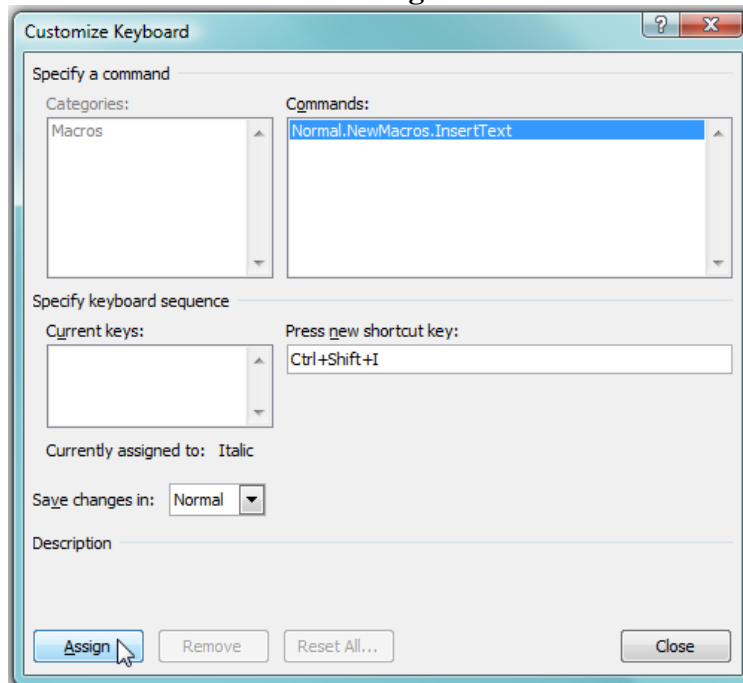 Customize Keyboard
Specify a command
Categories:
Commands:
Macros
Normal.NewMacros.InsertText
Specify keyboard sequence
Current keys:
Press new shortcut key:
Ctrl+Shift+I
Currently assigned to: Italic
Save changes in: Normal
Description
Assign
Remove
Reset All...
Close